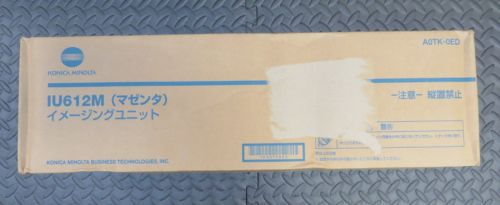 A0TK-0ED
KONICA MINOLTA
IU612M (マゼンタ)
イメージングユニット
ー注意ー 縦置禁止
警告
KONICA MINOLTA BUSINESS TECHNOLOGIES, INC.